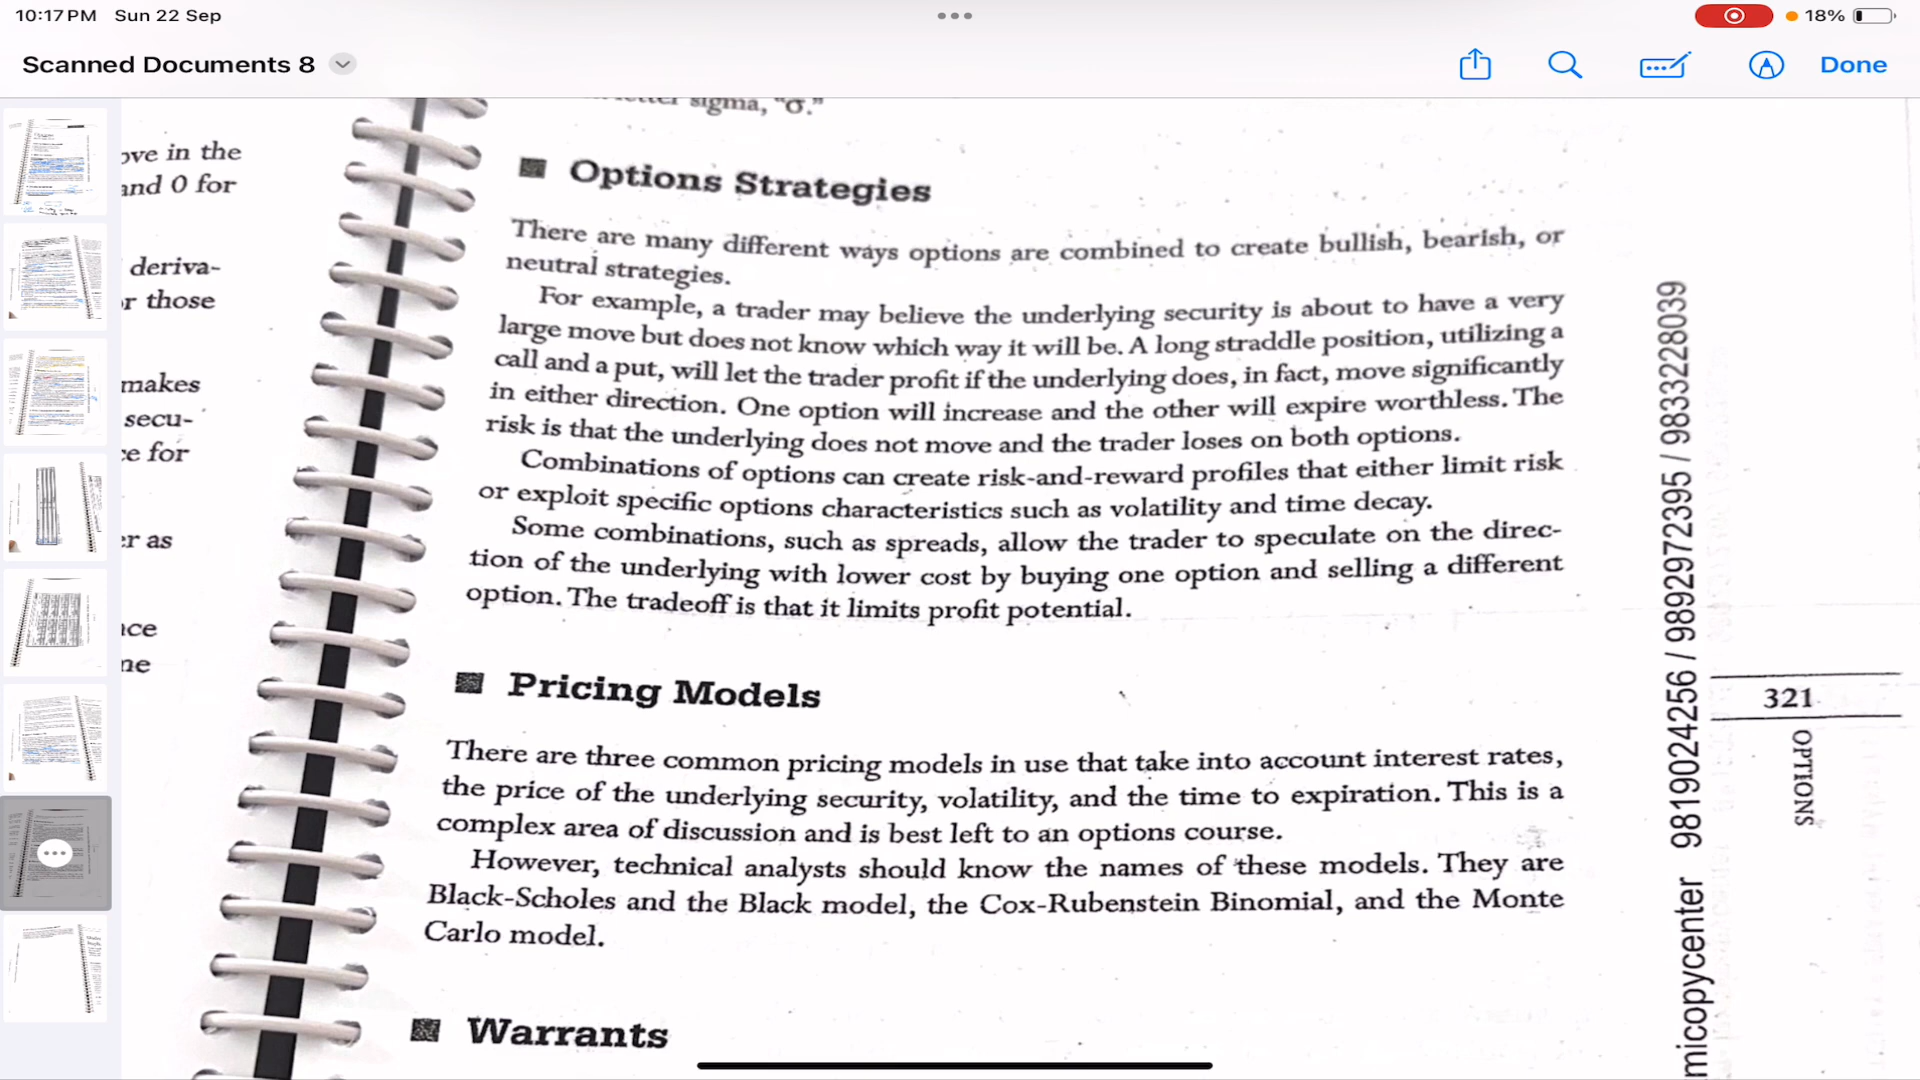 10:17 PM Sun 22 Sep
18%
Scanned Documents 8
Done
sigma, "σ."
ove in the
and 0 for
deriva-
or those
makes
secu-
ce for
er as
nce
ne
Options Strategies
There are many different ways options are combined to create bullish, bearish, or
neutral strategies.
For example, a trader may believe the underlying security is about to have a very
large move but does not know which way it will be. A long straddle position, utilizing a
call and a put, will let the trader profit if the underlying does, in fact, move significantly
in either direction. One option will increase and the other will expire worthless. The
risk is that the underlying does not move and the trader loses on both options.
Combinations of options can create risk-and-reward profiles that either limit risk
or exploit specific options characteristics such as volatility and time decay.
Some combinations, such as spreads, allow the trader to speculate on the direc-
tion of the underlying with lower cost by buying one option and selling a different
option. The tradeoff is that it limits profit potential.
Pricing Models
There are three common pricing models in use that take into account interest rates,
the price of the underlying security, volatility, and the time to expiration. This is a
complex area of discussion and is best left to an options course.
However, technical analysts should know the names of these models. They are
Black-Scholes and the Black model, the Cox-Rubenstein Binomial, and the Monte
Carlo model.
Warrants
micopycenter 9819024256 / 9892972395 / 9833228039
321
OPTIONS